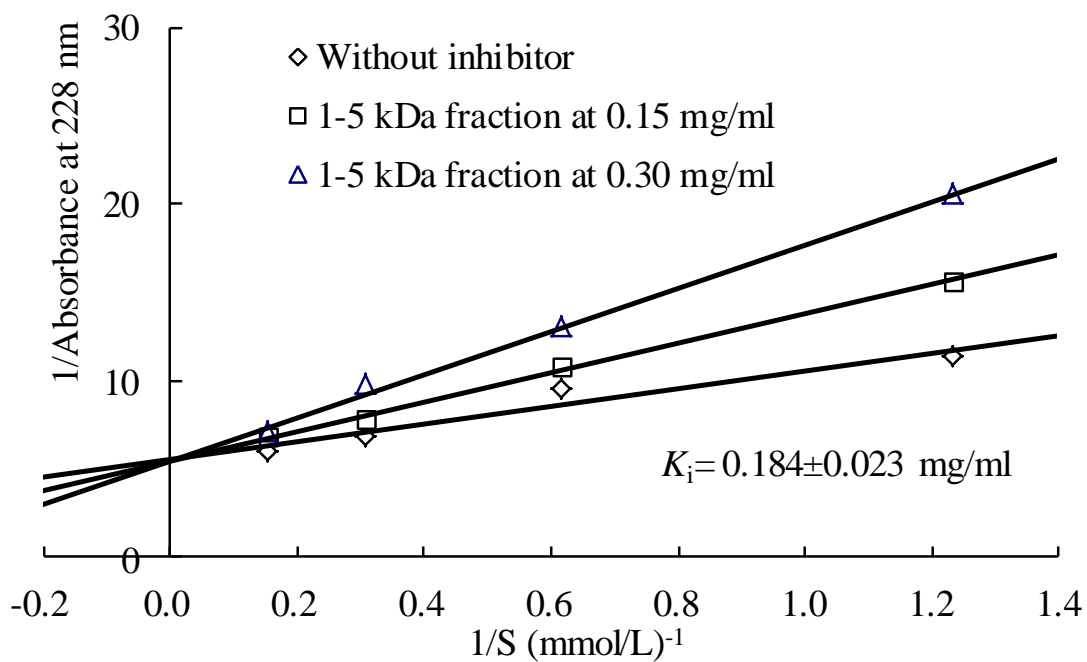 1/Absorbance at 228 nm
30
20
10
0
Without inhibitor
1-5 kDa fraction at 0.15 mg/ml
1-5 kDa fraction at 0.30 mg/ml
Ki= 0.184±0.023 mg/ml
-0.2 0.0 0.2 0.4 0.6 0.8 1.0 1.2 1.4
1/S (mmol/L)-1